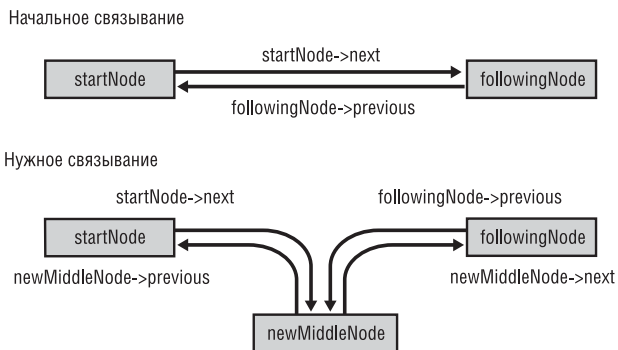 Начальное связывание
startNode->next
startNode
followingNode
followingNode->previous
Нужное связывание
startNode->next
followingNode->previous
startNode
followingNode
newMiddleNode->previous
newMiddleNode->next
newMiddleNode